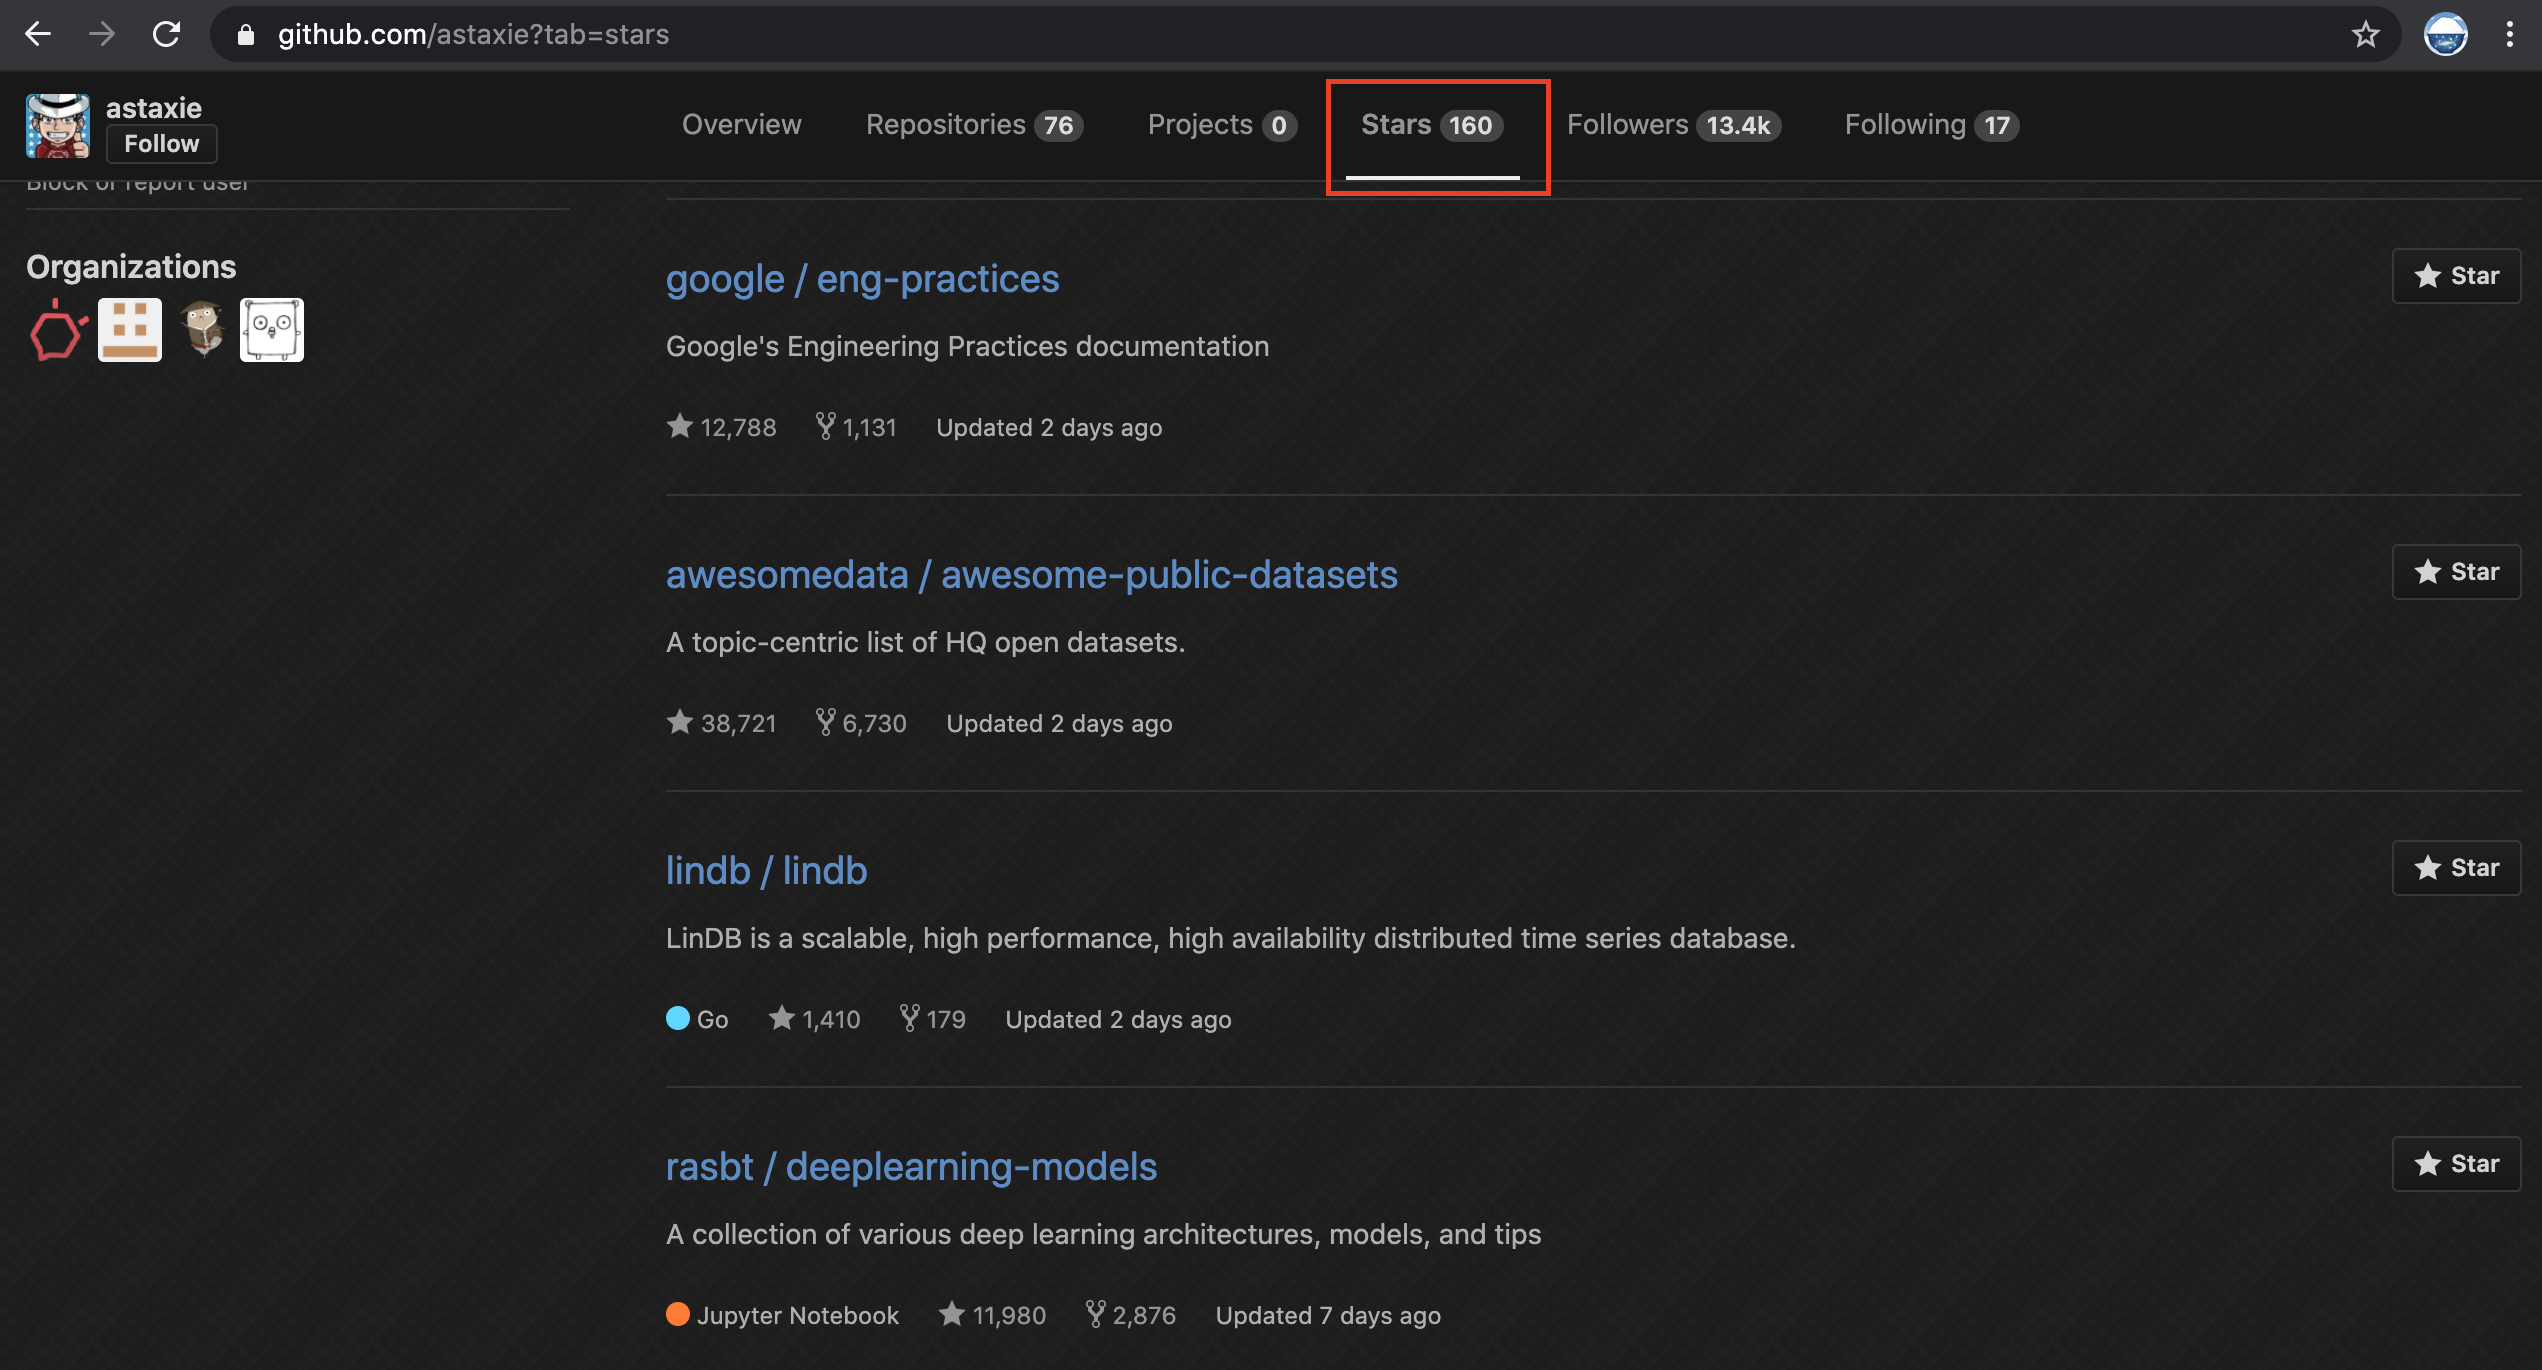 github.com/astaxie?tab=stars
astaxie
Follow
Overview Repositories 76 Projects 0 Stars 160 Followers 13.4k Following 17
Block or report user
Organizations
google / eng-practices
Star
Google's Engineering Practices documentation
12,788 1,131 Updated 2 days ago
awesomedata / awesome-public-datasets
Star
A topic-centric list of HQ open datasets.
38,721 6,730 Updated 2 days ago
lindb / lindb
Star
LinDB is a scalable, high performance, high availability distributed time series database.
Go 1,410 179 Updated 2 days ago
rasbt / deeplearning-models
Star
A collection of various deep learning architectures, models, and tips
Jupyter Notebook 11,980 2,876 Updated 7 days ago